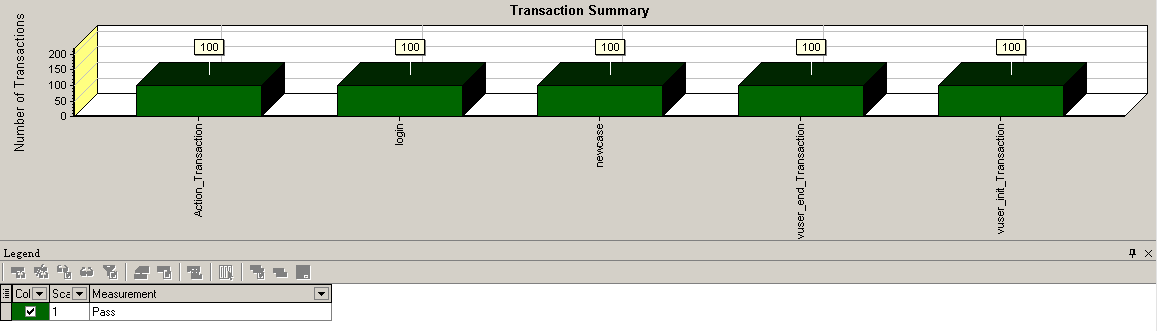 Transaction Summary
Number of Transactions
200
150
100
50
0
100
100
100
100
100
Action_Transaction
login
newcase
vuser_end_Transaction
vuser_init_Transaction
Legend
Col Sca Measurement
1 Pass